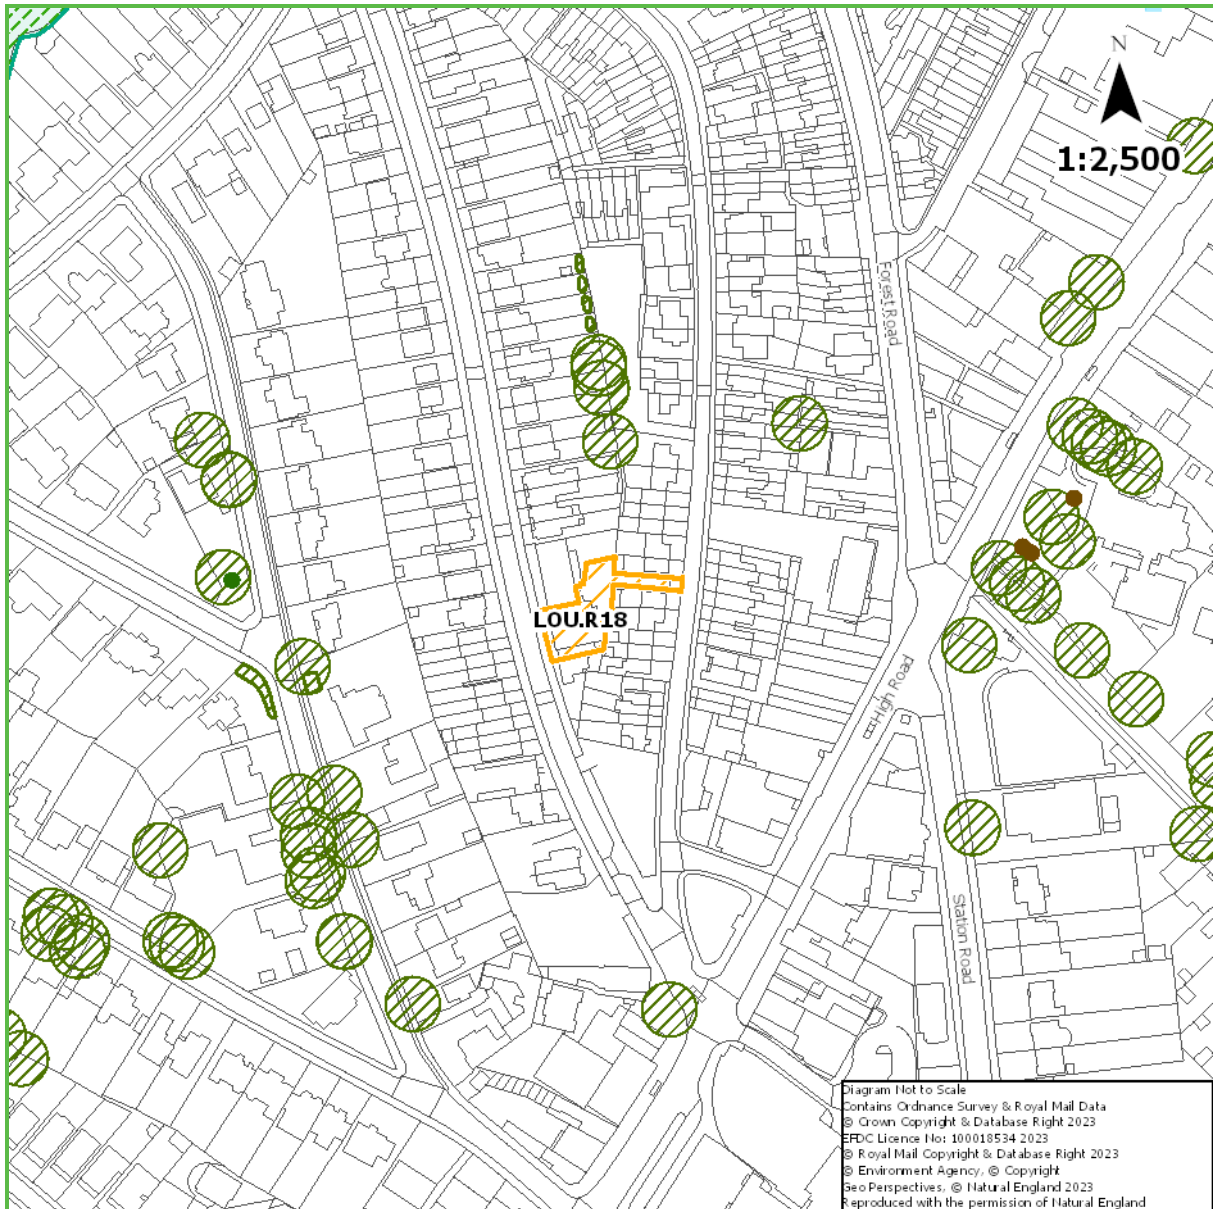 N
1:2,500
Forest Road
LOU.R18
High Road
Station Road
Diagram Not to Scale
Contains Ordnance Survey & Royal Mail Data
© Crown Copyright & Database Right 2023
EFDC Licence No: 100018534 2023
© Royal Mail Copyright & Database Right 2023
© Environment Agency, © Copyright
Geo Perspectives, © Natural England 2023
Reproduced with the permission of Natural England